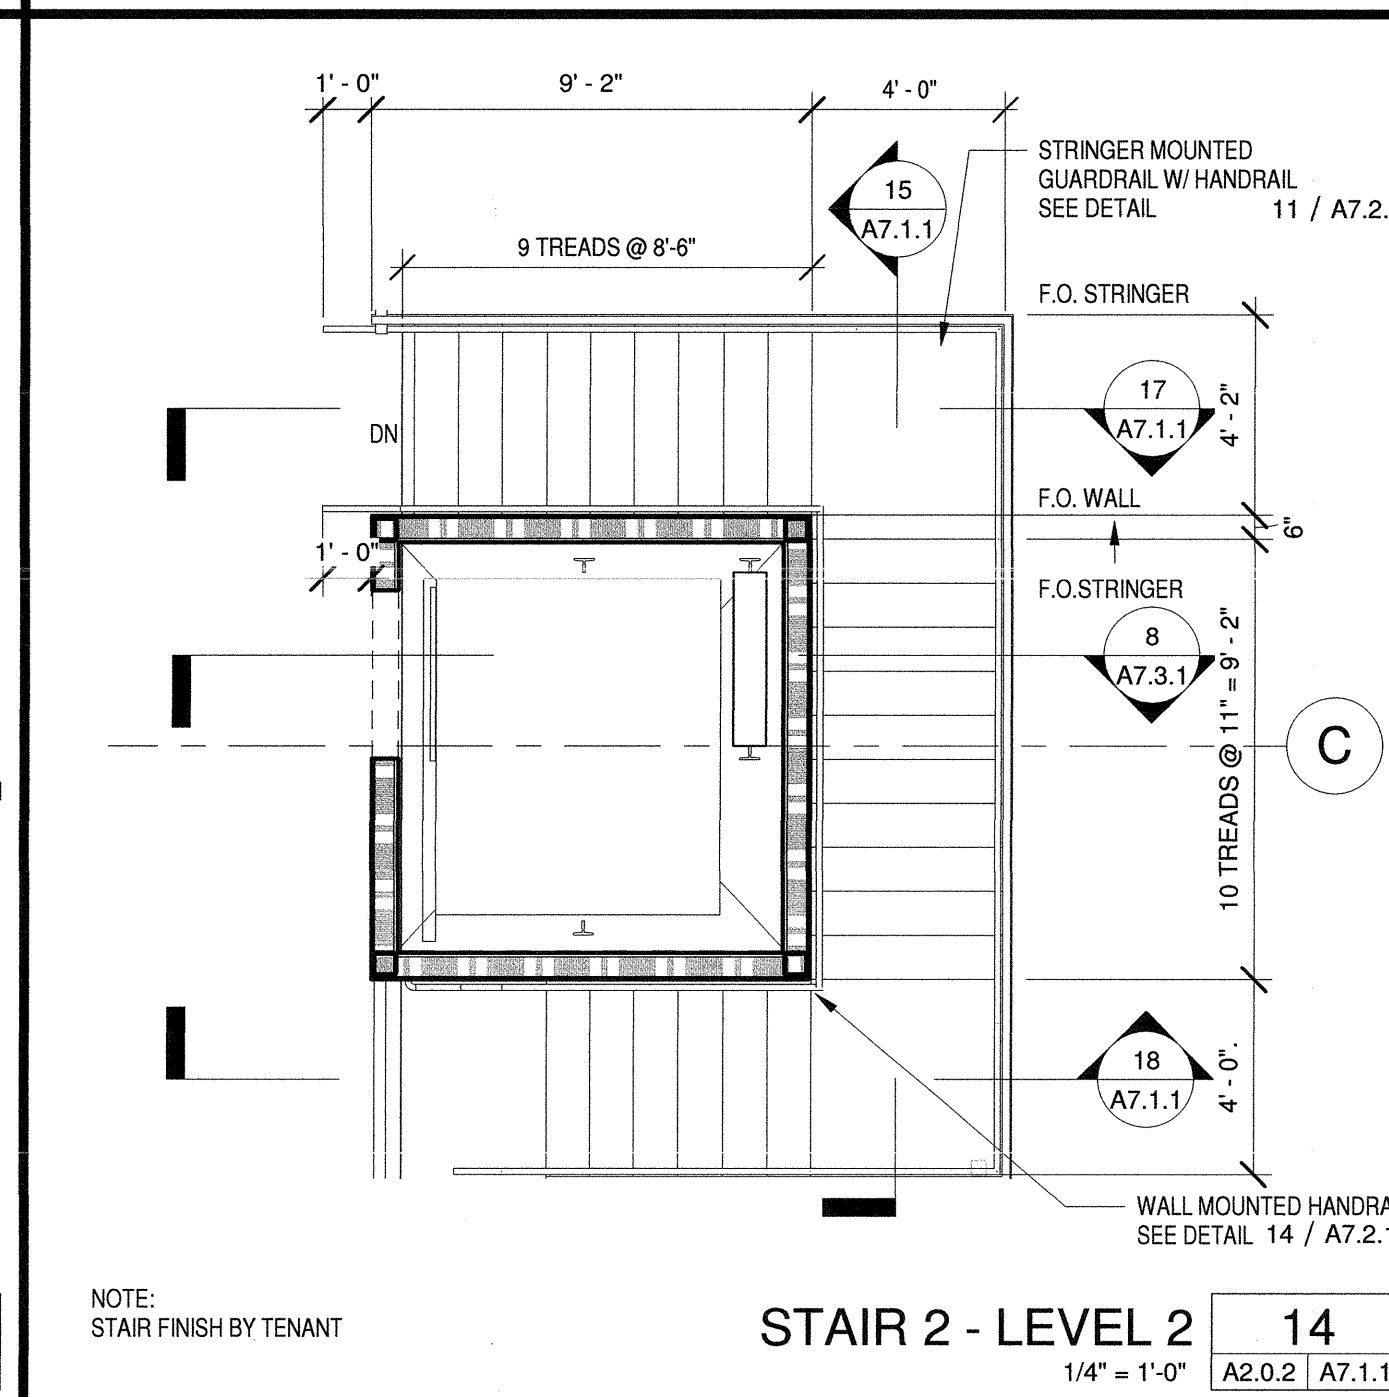 1' - 0"
9' - 2"
4' - 0"
STRINGER MOUNTED
GUARDRAIL W/ HANDRAIL
SEE DETAIL 11 / A7.2.
15
A7.1.1
9 TREADS @ 8'-6"
F.O. STRINGER
17
A7.1.1
4' - 2"
DN
F.O. WALL
6"
1' - 0"
F.O.STRINGER
8
A7.3.1
10 TREADS @ 11" = 9' - 2"
C
18
A7.1.1
4' - 0".
WALL MOUNTED HANDRA
SEE DETAIL 14 / A7.2.1
NOTE:
STAIR FINISH BY TENANT
STAIR 2 - LEVEL 2
14
1/4" = 1'-0"
A2.0.2
A7.1.1